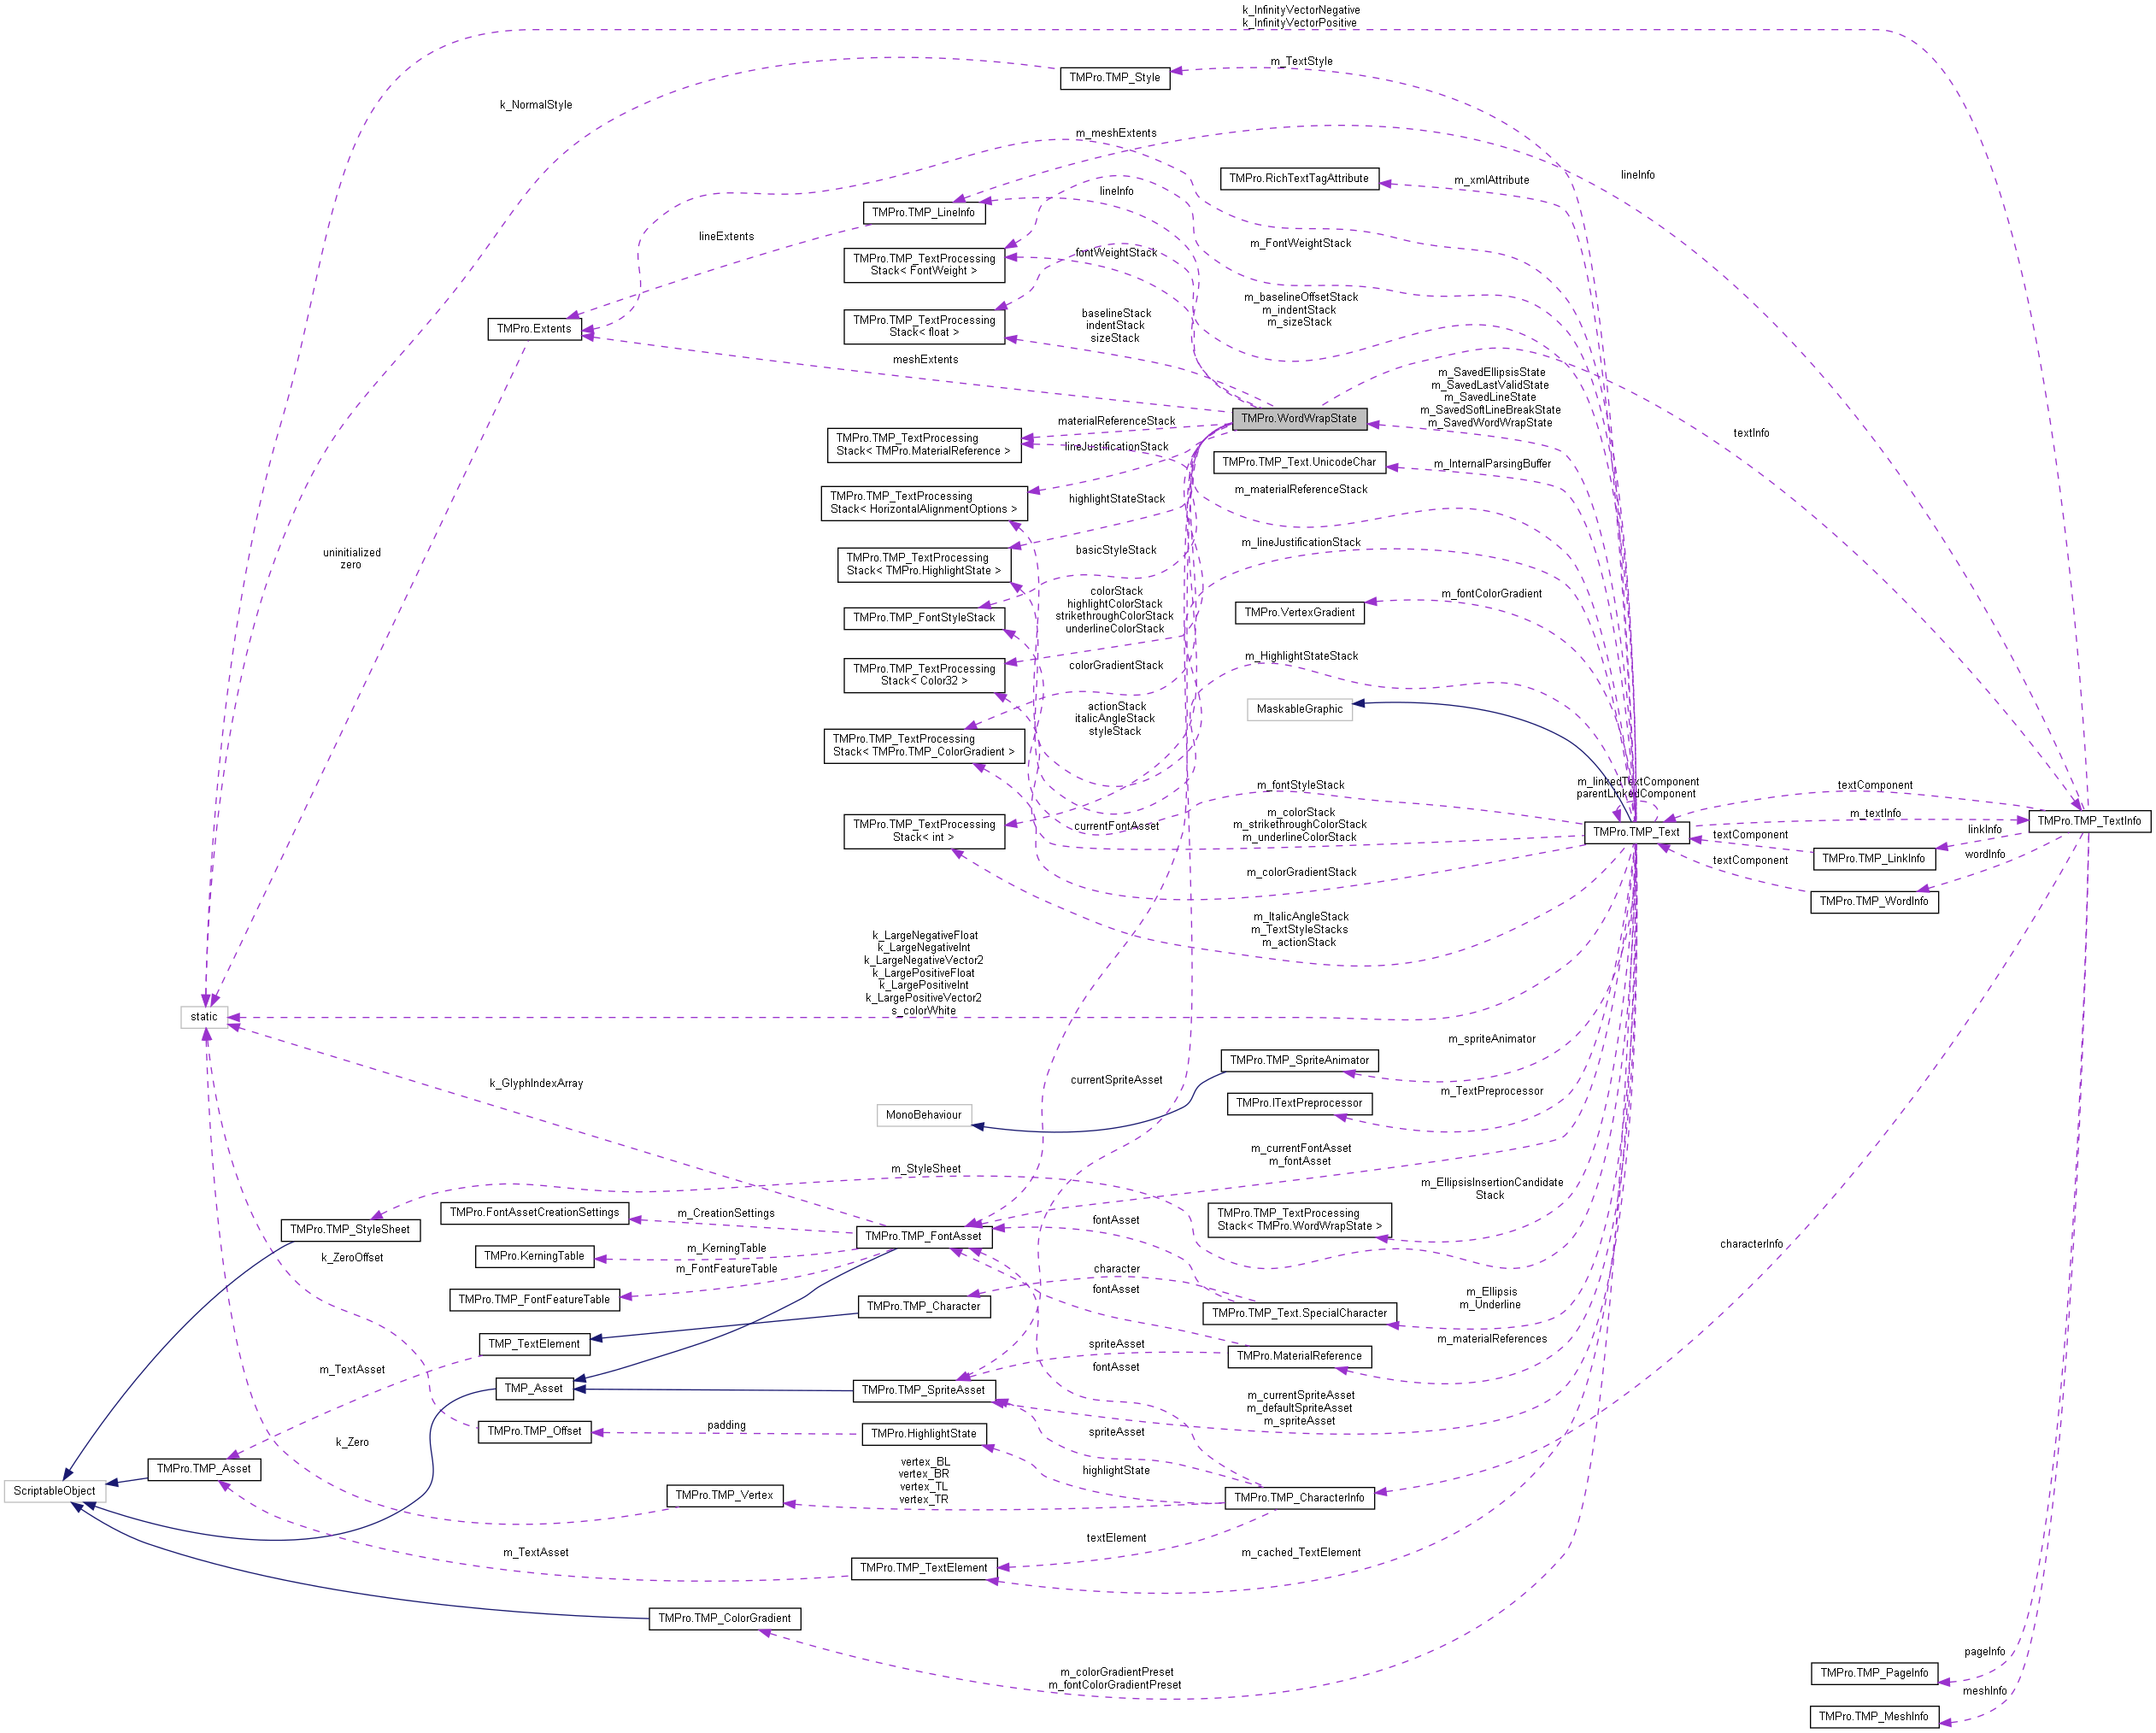 k_InfinityVectorNegative
k_InfinityVectorPositive
m_TextStyle
TMPro.TMP_Style
k_NormalStyle
m_meshExtents
lineInfo
TMPro.RichTextTagAttribute
m_xmlAttribute
lineInfo
TMPro.TMP_LineInfo
lineExtents
m_FontWeightStack
fontWeightStack
TMPro.TMP_TextProcessing
Stack< FontWeight >
m_baselineOffsetStack
m_indentStack
m_sizeStack
baselineStack
indentStack
sizeStack
TMPro.TMP_TextProcessing
Stack< float >
TMPro.Extents
meshExtents
m_SavedEllipsisState
m_SavedLastValidState
m_SavedLineState
m_SavedSoftLineBreakState
m_SavedWordWrapState
TMPro.WordWrapState
textInfo
materialReferenceStack
TMPro.TMP_TextProcessing
Stack< TMPro.MaterialReference >
lineJustificationStack
TMPro.TMP_Text.UnicodeChar
m_InternalParsingBuffer
TMPro.TMP_TextProcessing
Stack< HorizontalAlignmentOptions >
highlightStateStack
m_materialReferenceStack
uninitialized
zero
TMPro.TMP_TextProcessing
Stack< TMPro.HighlightState >
basicStyleStack
m_lineJustificationStack
TMPro.TMP_FontStyleStack
colorStack
highlightColorStack
strikethroughColorStack
underlineColorStack
TMPro.VertexGradient
m_fontColorGradient
TMPro.TMP_TextProcessing
Stack< Color32 >
colorGradientStack
m_HighlightStateStack
actionStack
italicAngleStack
styleStack
MaskableGraphic
TMPro.TMP_TextProcessing
Stack< TMPro.TMP_ColorGradient >
m_fontStyleStack
m_linkedTextComponent
parentLinkedComponent
textComponent
TMPro.TMP_TextProcessing
Stack< int >
currentFontAsset
m_colorStack
m_strikethroughColorStack
m_underlineColorStack
TMPro.TMP_Text
m_textInfo
TMPro.TMP_TextInfo
textComponent
linkInfo
TMPro.TMP_LinkInfo
textComponent
wordInfo
TMPro.TMP_WordInfo
m_colorGradientStack
m_ItalicAngleStack
m_TextStyleStacks
m_actionStack
k_LargeNegativeFloat
k_LargeNegativeInt
k_LargeNegativeVector2
k_LargePositiveFloat
k_LargePositiveInt
k_LargePositiveVector2
s_colorWhite
static
m_spriteAnimator
TMPro.TMP_SpriteAnimator
k_GlyphIndexArray
currentSpriteAsset
MonoBehaviour
TMPro.ITextPreprocessor
m_TextPreprocessor
m_StyleSheet
m_currentFontAsset
m_fontAsset
m_EllipsisInsertionCandidate
Stack
TMPro.TMP_StyleSheet
TMPro.FontAssetCreationSettings
m_CreationSettings
TMPro.TMP_FontAsset
fontAsset
TMPro.TMP_TextProcessing
Stack< TMPro.WordWrapState >
k_ZeroOffset
TMPro.KerningTable
m_KerningTable
m_FontFeatureTable
character
characterInfo
TMPro.TMP_FontFeatureTable
TMPro.TMP_Character
fontAsset
TMPro.TMP_Text.SpecialCharacter
m_Ellipsis
m_Underline
TMP_TextElement
spriteAsset
TMPro.MaterialReference
m_materialReferences
m_TextAsset
fontAsset
TMP_Asset
TMPro.TMP_SpriteAsset
m_currentSpriteAsset
m_defaultSpriteAsset
m_spriteAsset
k_Zero
TMPro.TMP_Offset
padding
TMPro.HighlightState
spriteAsset
TMPro.TMP_Asset
ScriptableObject
highlightState
vertex_BL
vertex_BR
vertex_TL
vertex_TR
TMPro.TMP_Vertex
TMPro.TMP_CharacterInfo
textElement
m_TextAsset
TMPro.TMP_TextElement
m_cached_TextElement
TMPro.TMP_ColorGradient
m_colorGradientPreset
m_fontColorGradientPreset
pageInfo
TMPro.TMP_PageInfo
meshInfo
TMPro.TMP_MeshInfo